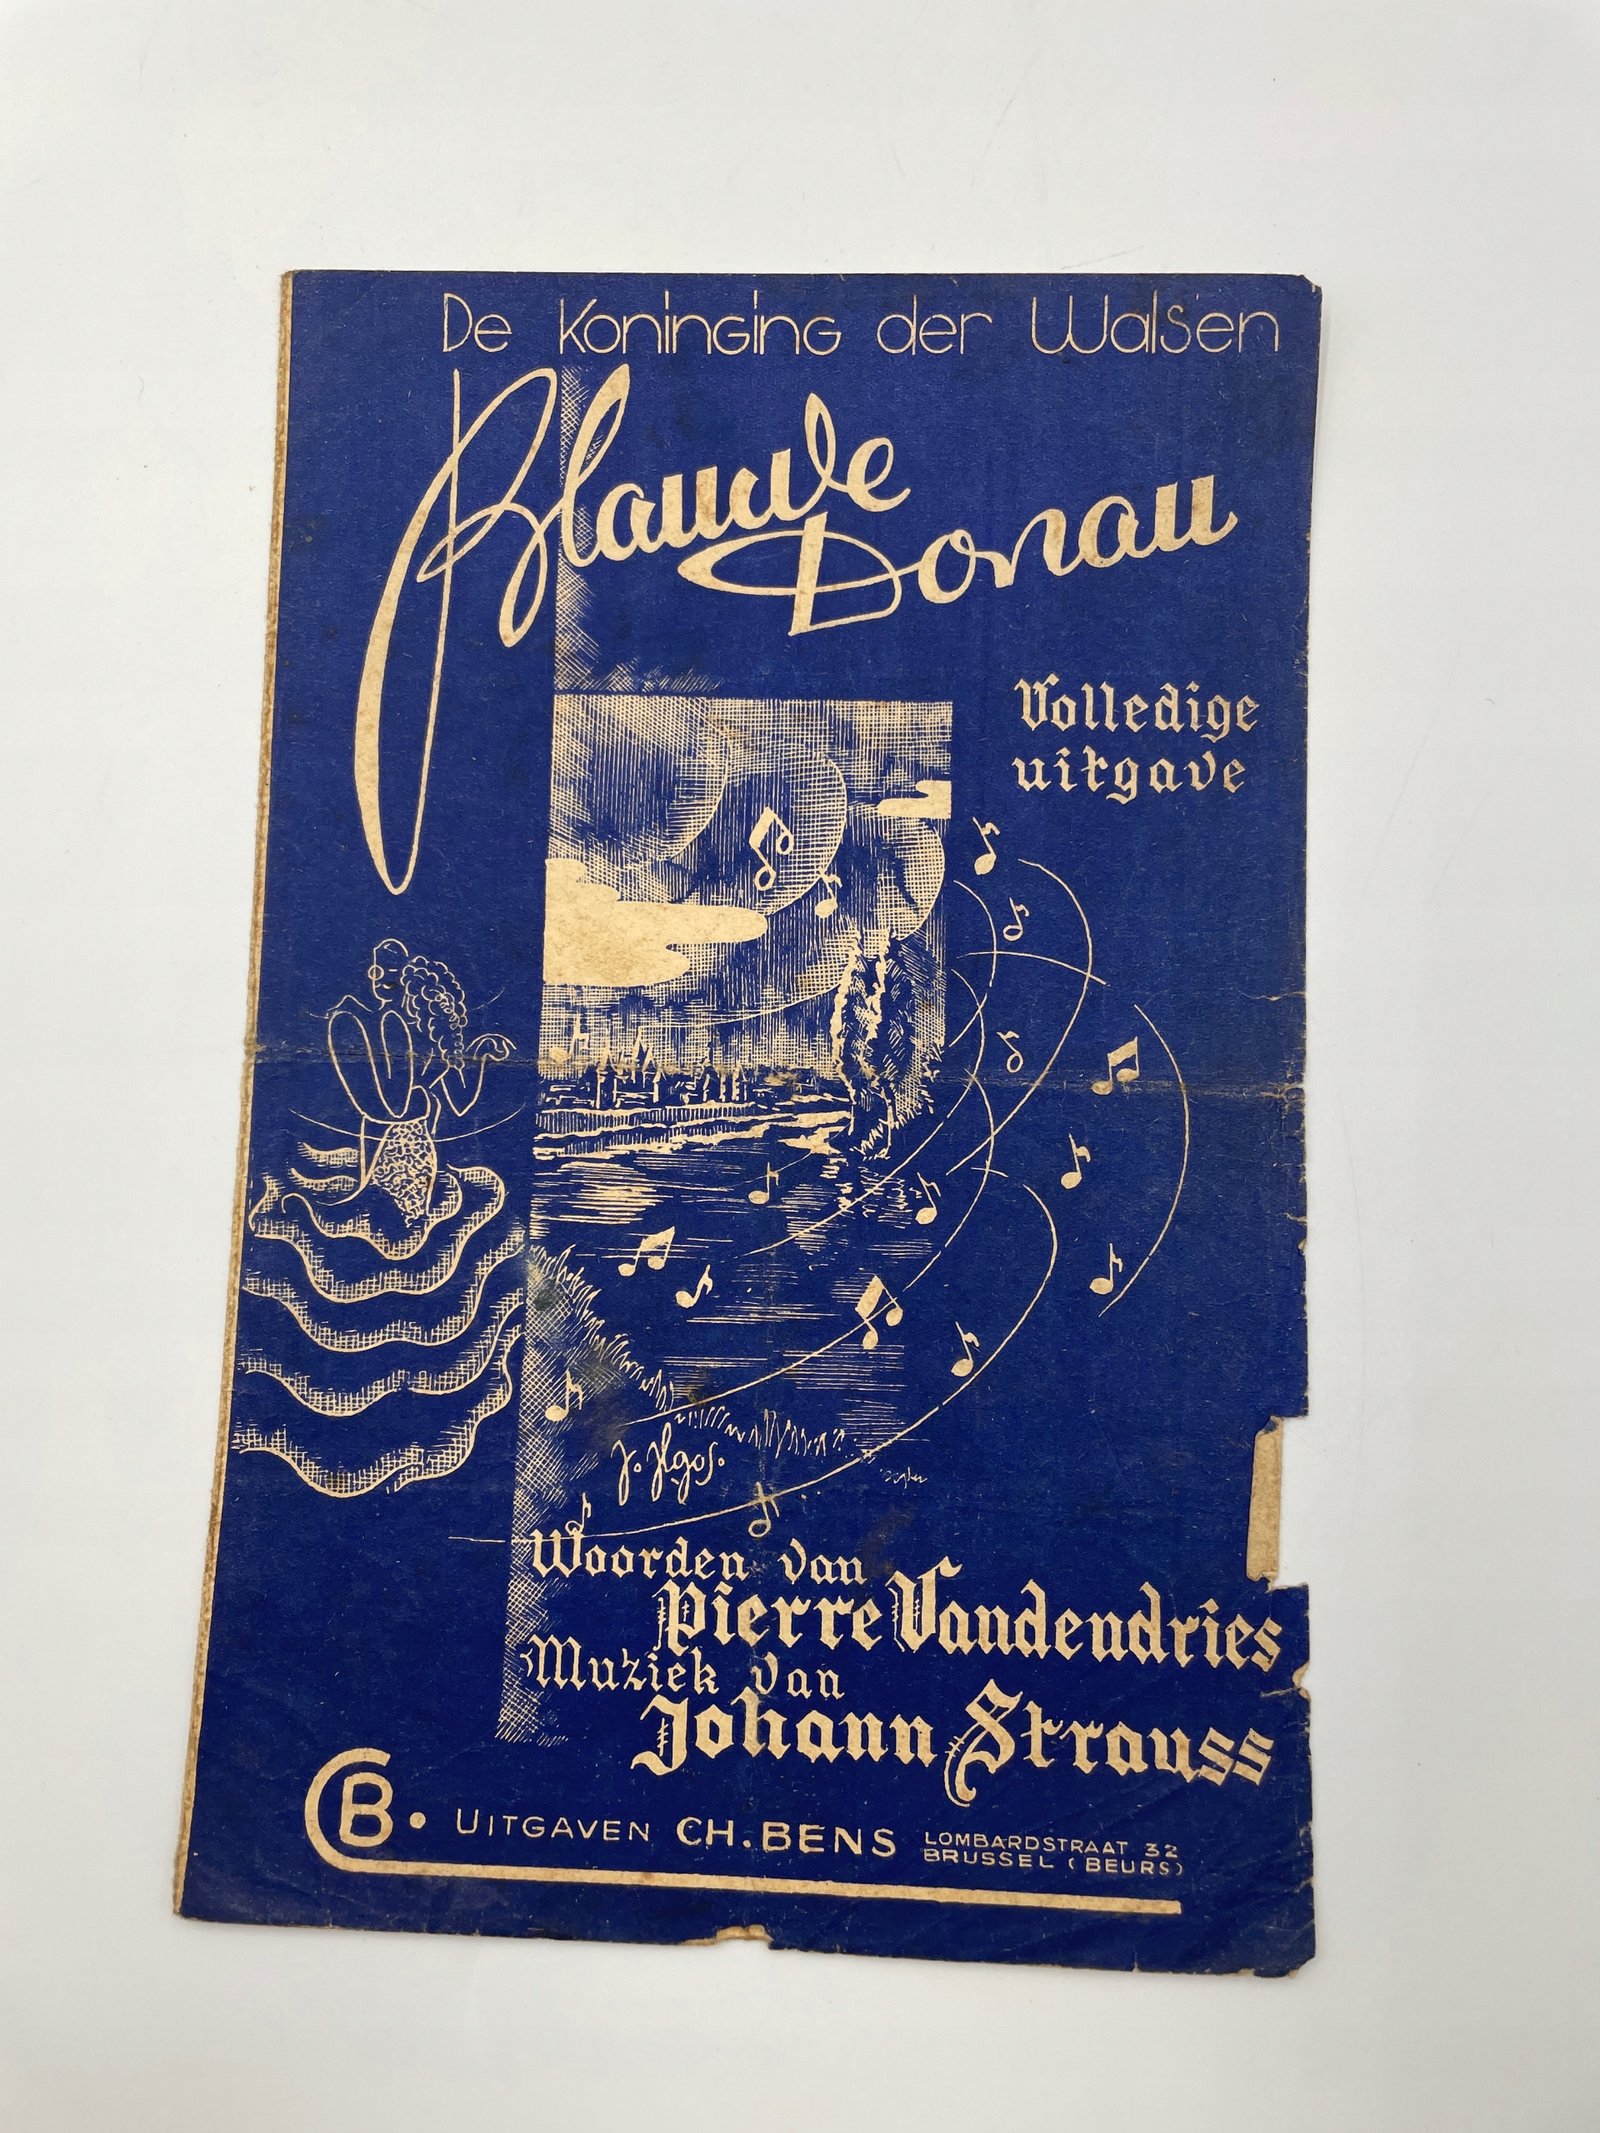 De Koninging der Walsen
Blauwe
Donau
Volledige
uitgave
Woorden van
Pierre Vandendries
Muziek van
Johann Strauss
CB. UITGAVEN CH. BENS LOMBARDSTRAAT 32
BRUSSEL (BEURS)